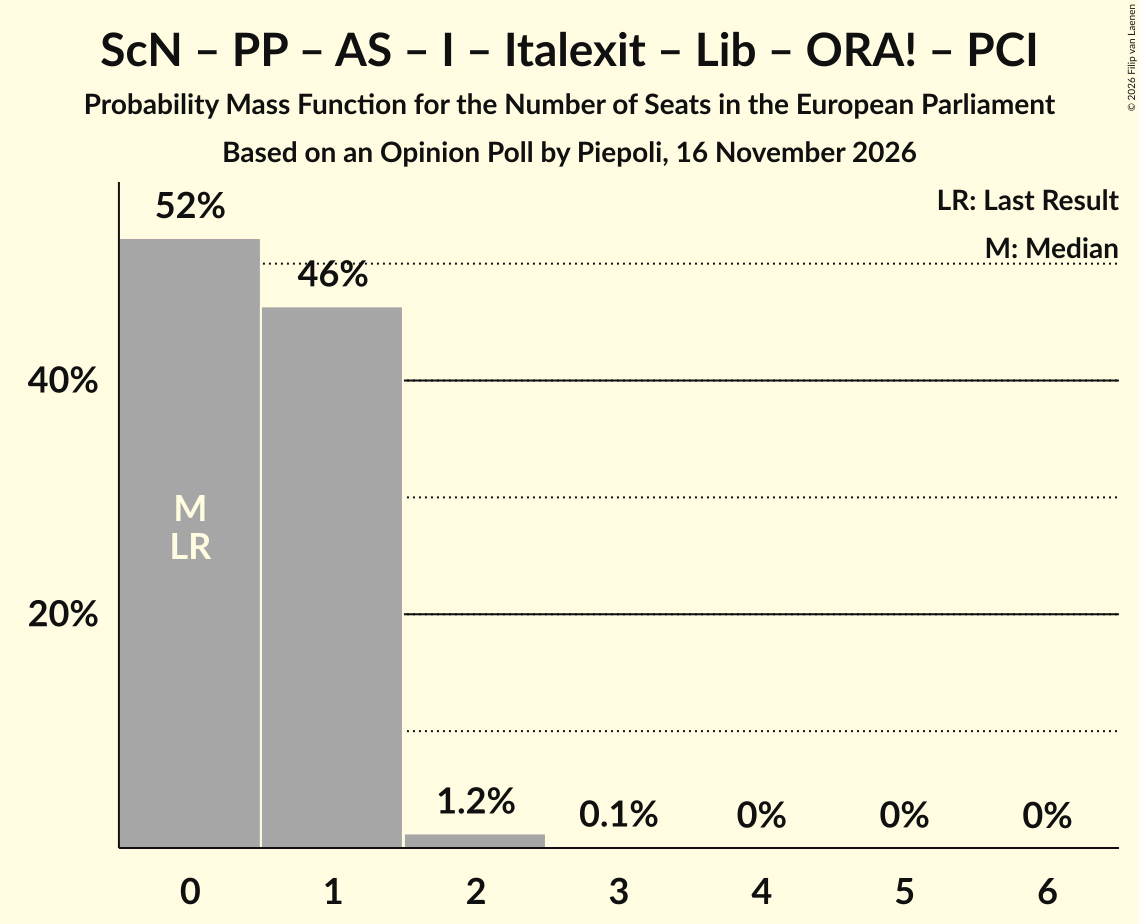 ScN – PP – AS – I – Italexit – Lib – ORA! – PCI
Probability Mass Function for the Number of Seats in the European Parliament
Based on an Opinion Poll by Piepoli, 16 November 2026
© 2026 Filip van Laenen
LR: Last Result
M: Median
52%
46%
40%
M
LR
20%
1.2%
0.1%
0%
0%
0%
0
1
2
3
4
5
6